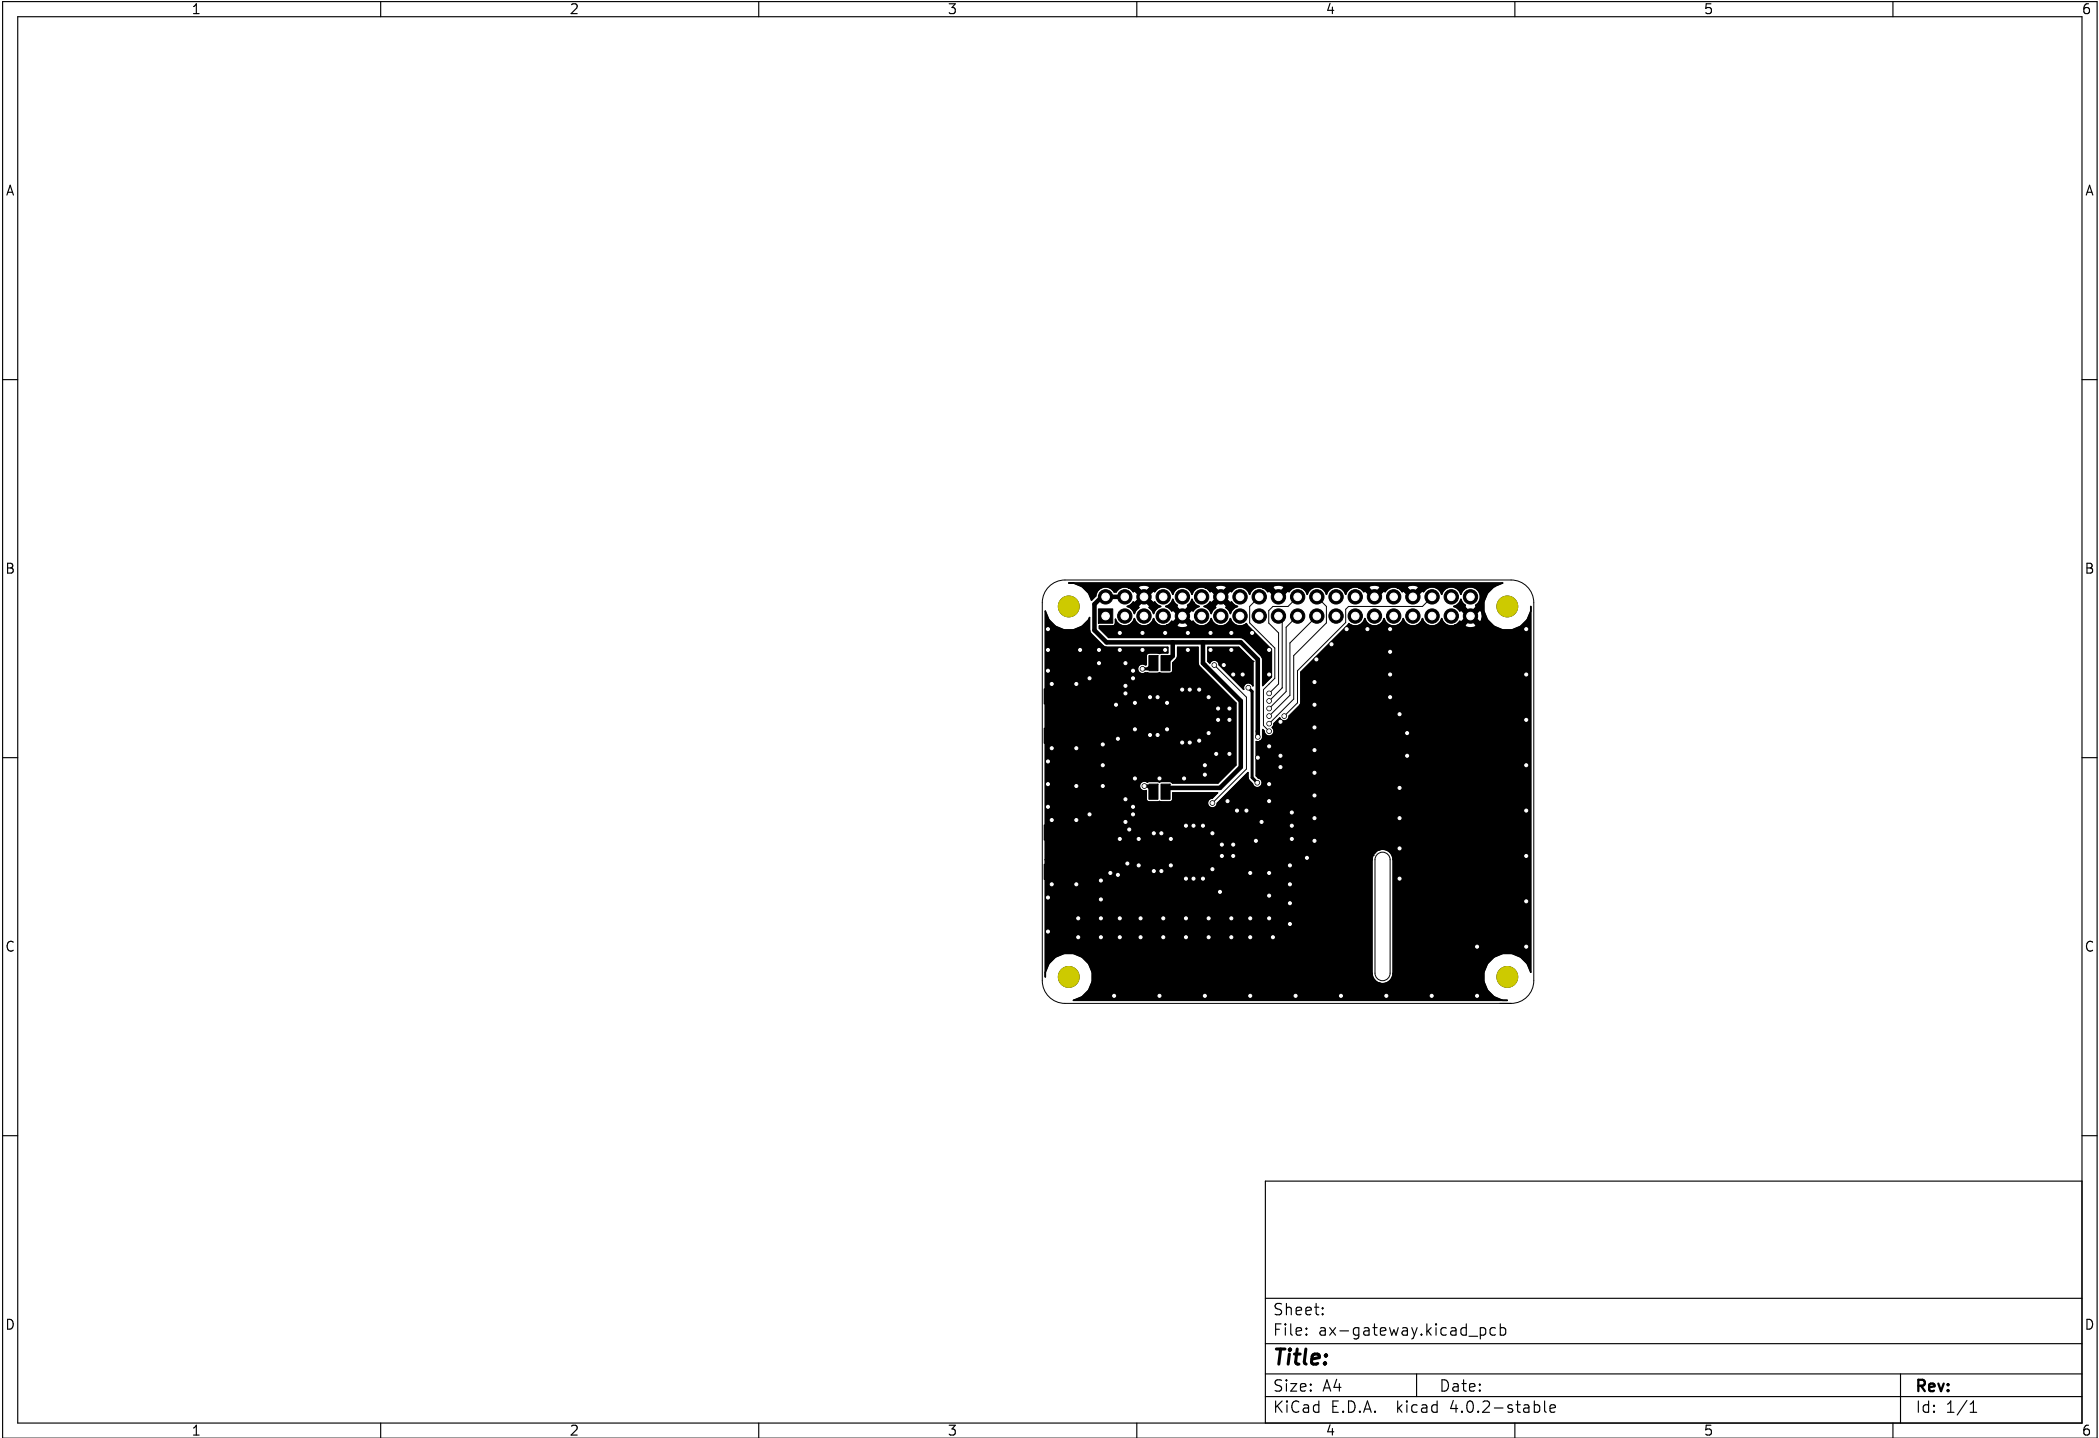 1 2 3 4 5 6
A A
B B
C C
D D
Sheet:
File: ax-gateway.kicad_pcb
Title:
Size: A4 Date: Rev:
KiCad E.D.A. kicad 4.0.2-stable Id: 1/1
1 2 3 4 5 6